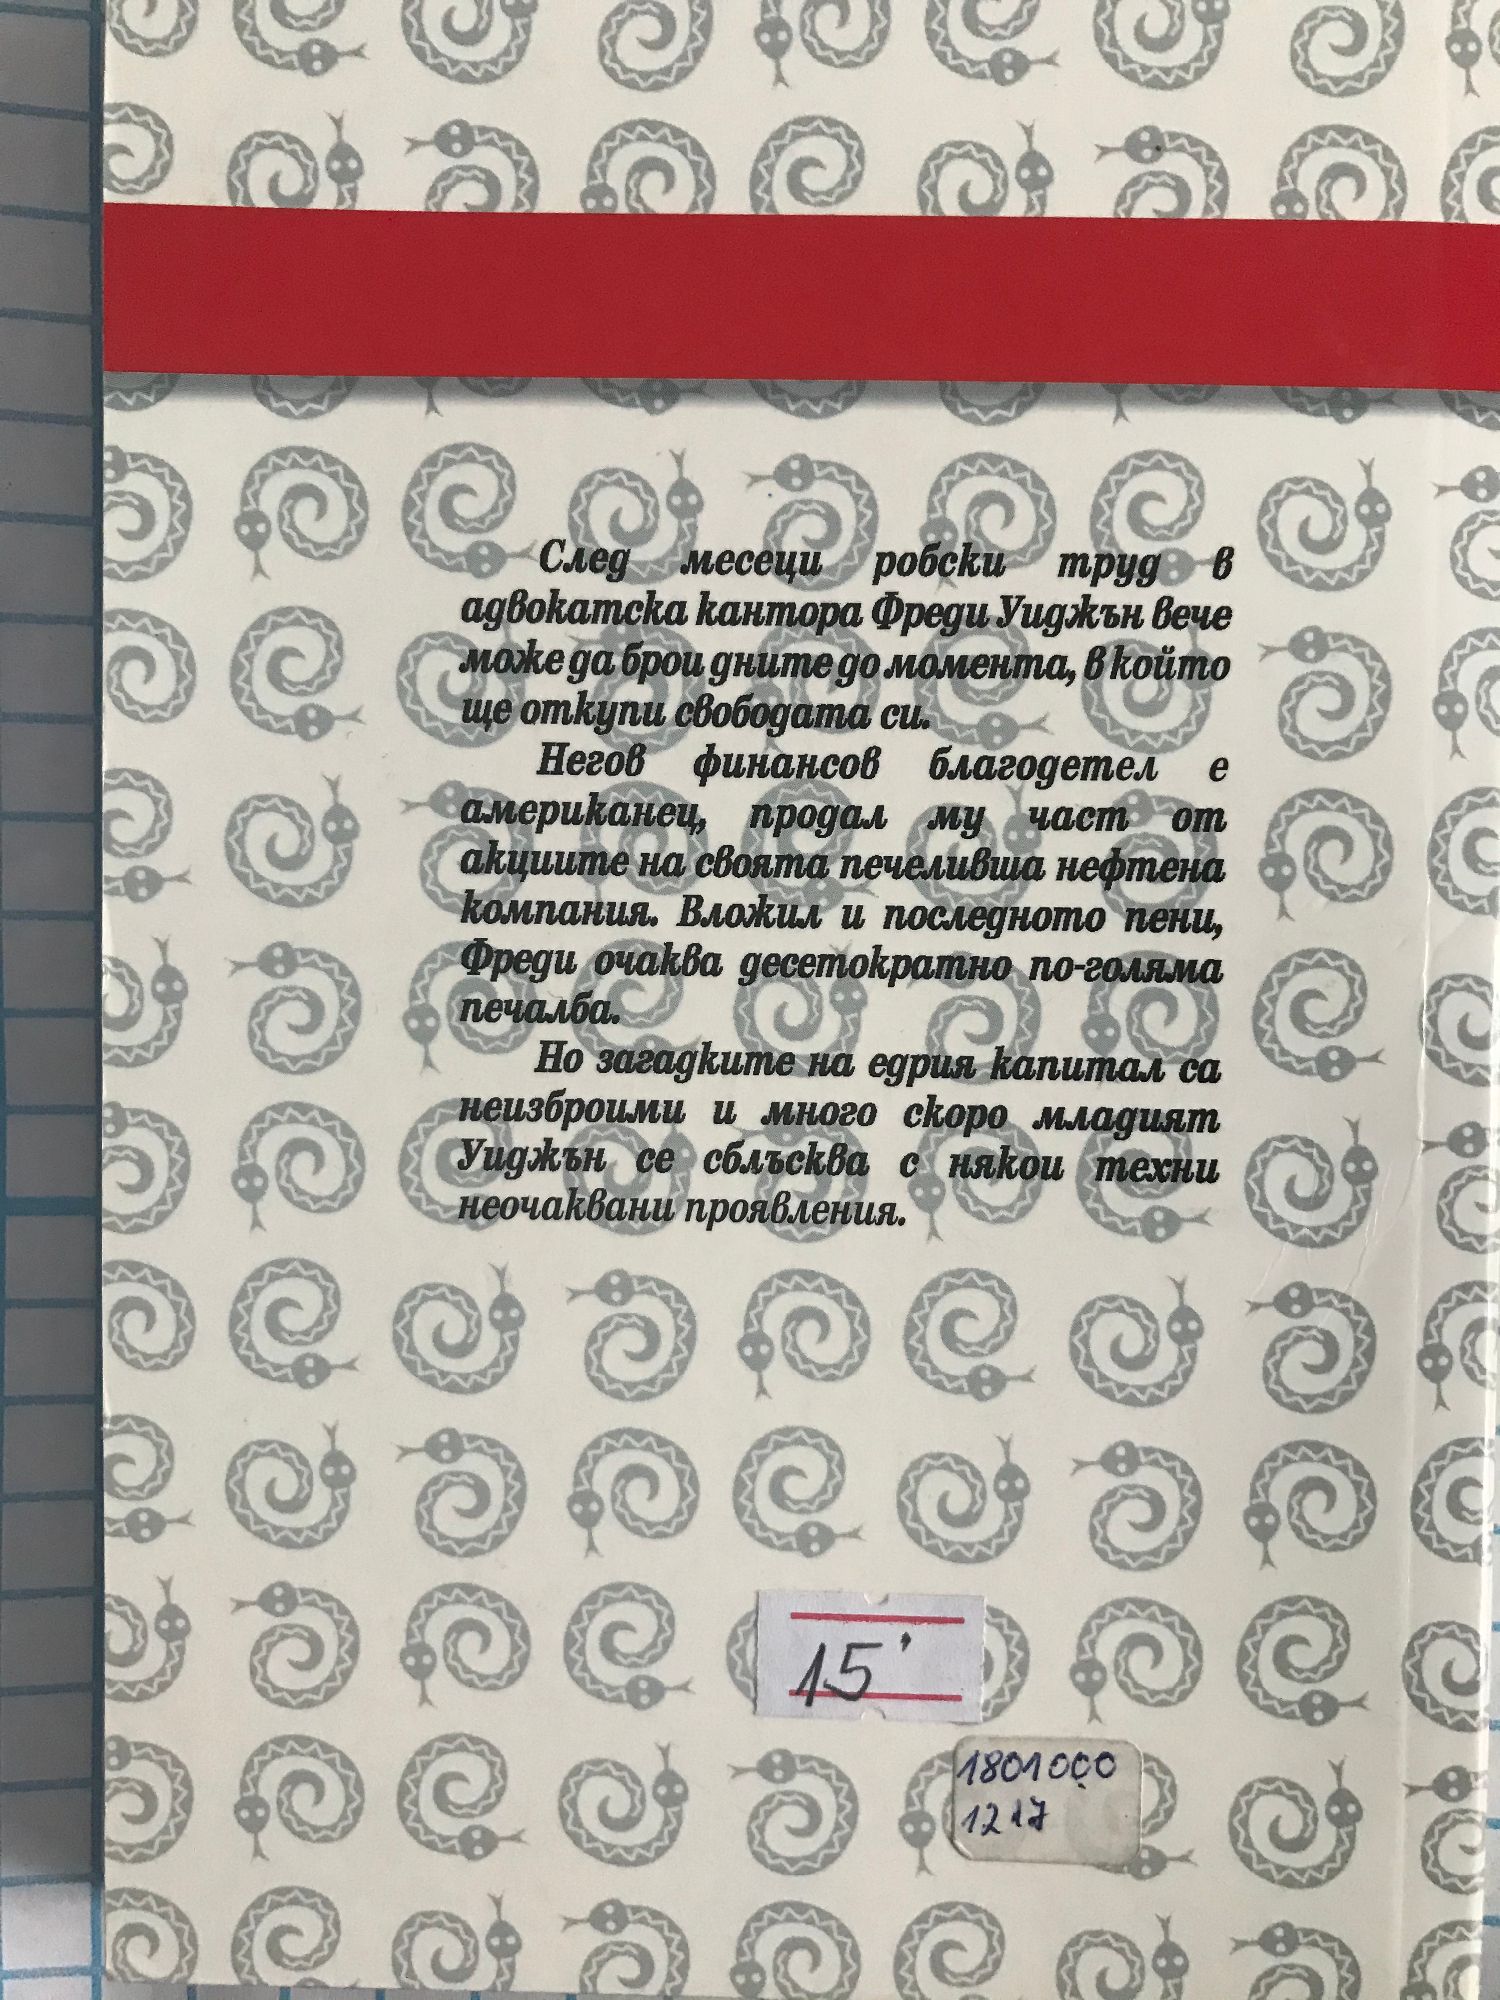 След месеци робски труд в
адвокатска кантора Фреди Уиджън вече
може да брои дните до момента, в който
ще откупи свободата си.
Негов финансов благодетел е
американец, продал му част от
акциите на своята печеливша нефтена
компания. Вложил и последното пени,
Фреди очаква десетократно по-голяма
печалба.
Но загадките на едрия капитал са
неизброими и много скоро младият
Уиджън се сблъсква с някои техни
неочаквани проявления.
15'
1801000
1217